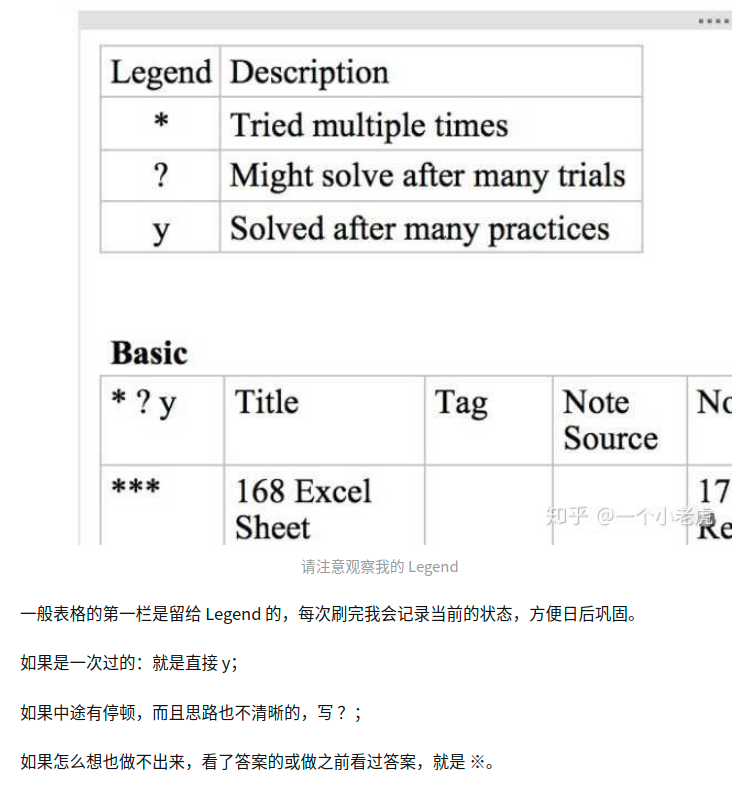 Legend Description
* Tried multiple times
? Might solve after many trials
y Solved after many practices
Basic
* ? y Title Tag Note No
Source
*** 168 Excel 17
Sheet Re
知乎 @一个小老虎
请注意观察我的 Legend
一般表格的第一栏是留给 Legend 的，每次刷完我会记录当前的状态，方便日后巩固。
如果是一次过的：就是直接 y；
如果中途有停顿，而且思路也不清晰的，写？；
如果怎么想也做不出来，看了答案的或做之前看过答案，就是 ※。